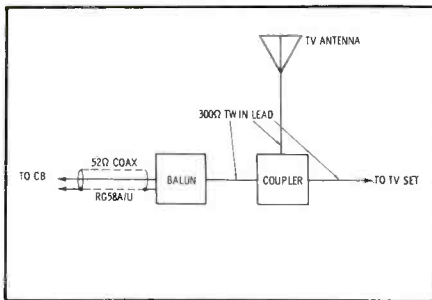 TV ANTENNA
300Ω TWIN LEAD
52Ω COAX
TO CB
BALUN
COUPLER
TO TV SET
RG58A/U